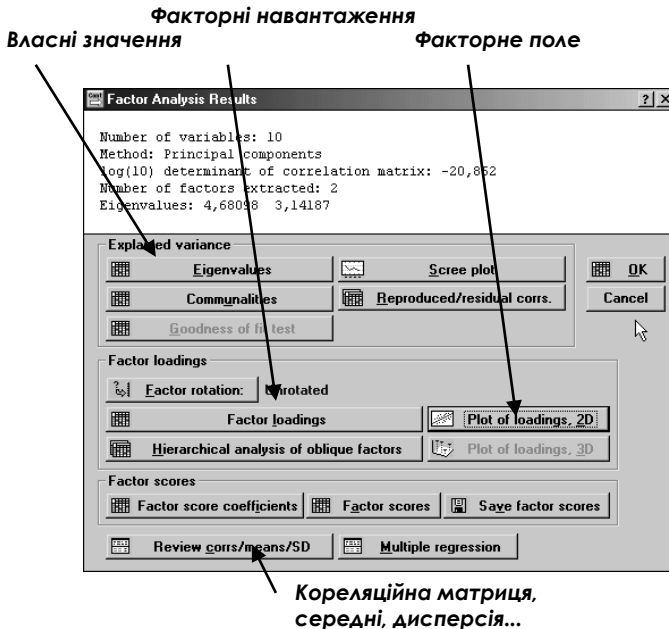 Факторні навантаження
Власні значення
Факторне поле
Factor Analysis Results
Number of variables: 10
Method: Principal components
log(10) determinant of correlation matrix: -20,862
Number of factors extracted: 2
Eigenvalues: 4,68098 3,14187
Explained variance
Eigenvalues
Scree plot
OK
Communalities
Reproduced/residual corrs.
Cancel
Goodness of fit test
Factor loadings
Factor rotation: Unrotated
Factor loadings
Plot of loadings, 2D
Hierarchical analysis of oblique factors
Plot of loadings, 3D
Factor scores
Factor score coefficients
Factor scores
Save factor scores
Review corrs/means/SD
Multiple regression
Кореляційна матриця,
середні, дисперсія...